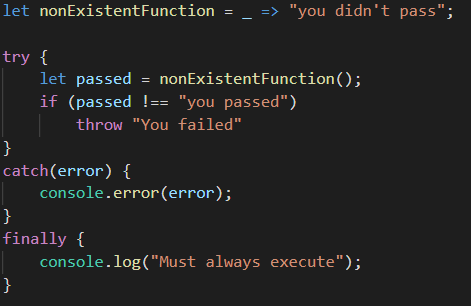 let nonExistentFunction = _ => "you didn't pass";
try {
let passed = nonExistentFunction();
if (passed !== "you passed")
throw "You failed"
}
catch(error) {
console.error(error);
}
finally {
console.log("Must always execute");
}